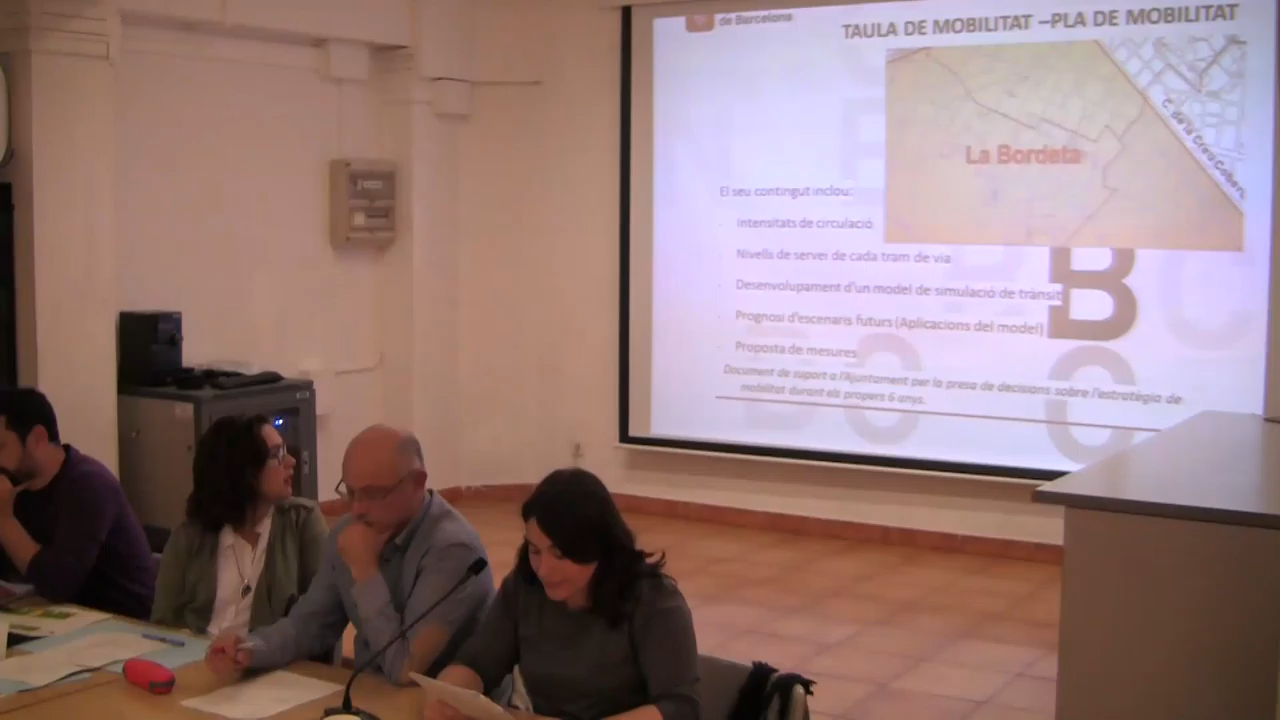 de Barcelona
TAULA DE MOBILITAT –PLA DE MOBILITAT
C. de la Creu Coberta
La Bordeta
El seu contingut inclou:
Intensitats de circulació
Nivells de servei de cada tram de via
Desenvolupament d'un model de simulació de trànsit
Prognosi d'escenaris futurs (Aplicacions del model)
Proposta de mesures
Document de suport a l'Ajuntament per la presa de decisions sobre l'estratègia de
mobilitat durant els propers 6 anys.
B
C
BCC